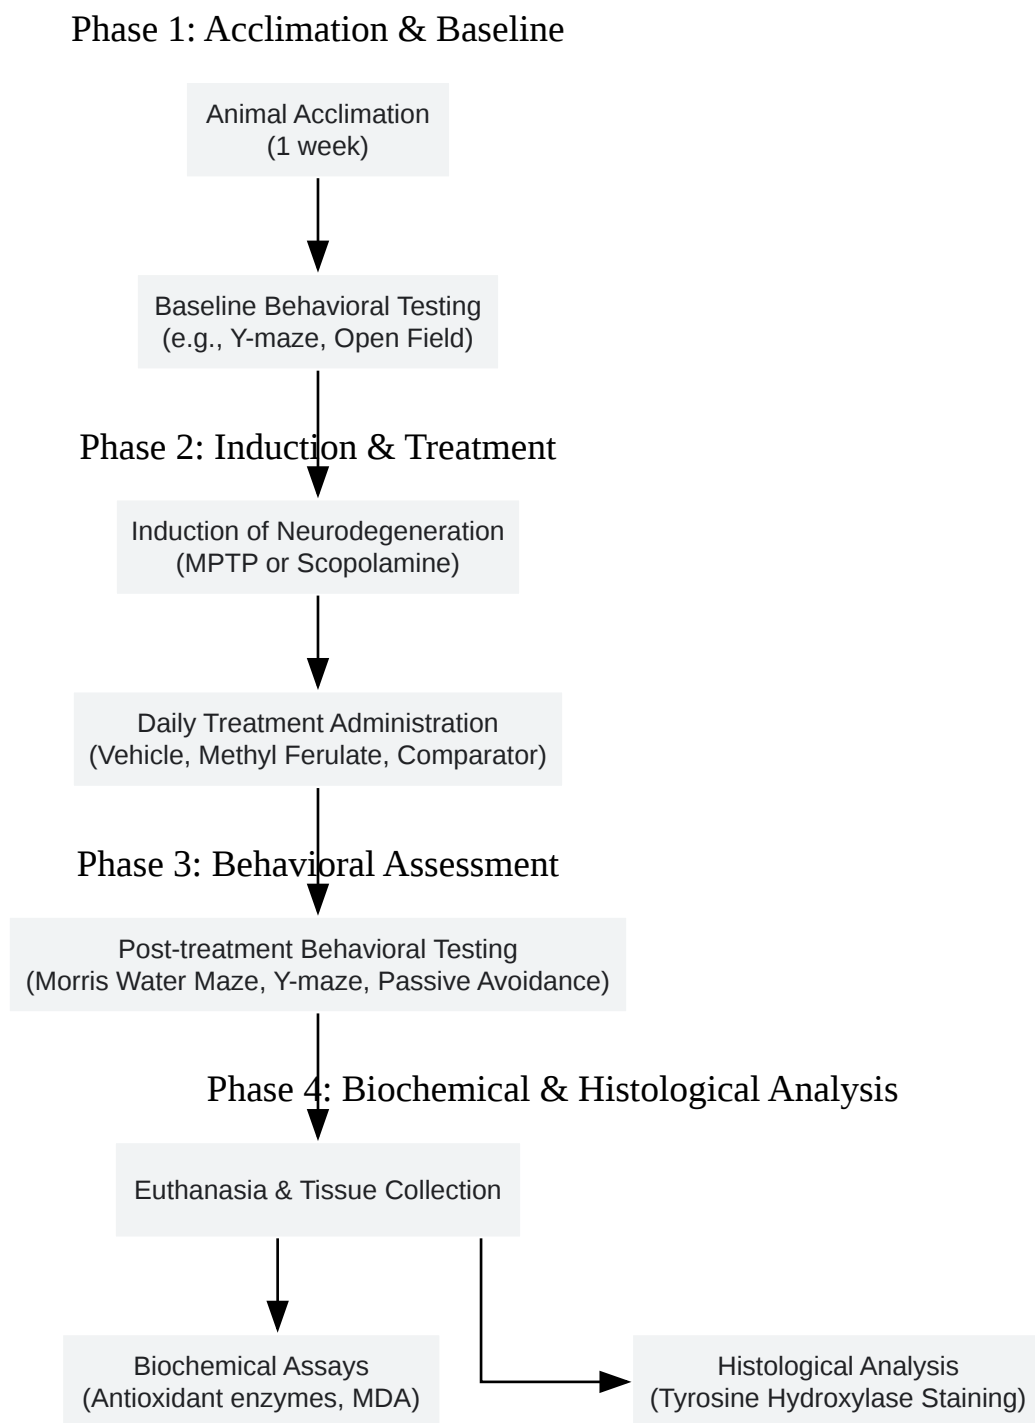 Phase 1: Acclimation & Baseline
Animal Acclimation
(1 week)
Baseline Behavioral Testing
(e.g., Y-maze, Open Field)
Phase 2: Induction & Treatment
Induction of Neurodegeneration
(MPTP or Scopolamine)
Daily Treatment Administration
(Vehicle, Methyl Ferulate, Comparator)
Phase 3: Behavioral Assessment
Post-treatment Behavioral Testing
(Morris Water Maze, Y-maze, Passive Avoidance)
Phase 4: Biochemical & Histological Analysis
Euthanasia & Tissue Collection
Biochemical Assays
(Antioxidant enzymes, MDA)
Histological Analysis
(Tyrosine Hydroxylase Staining)